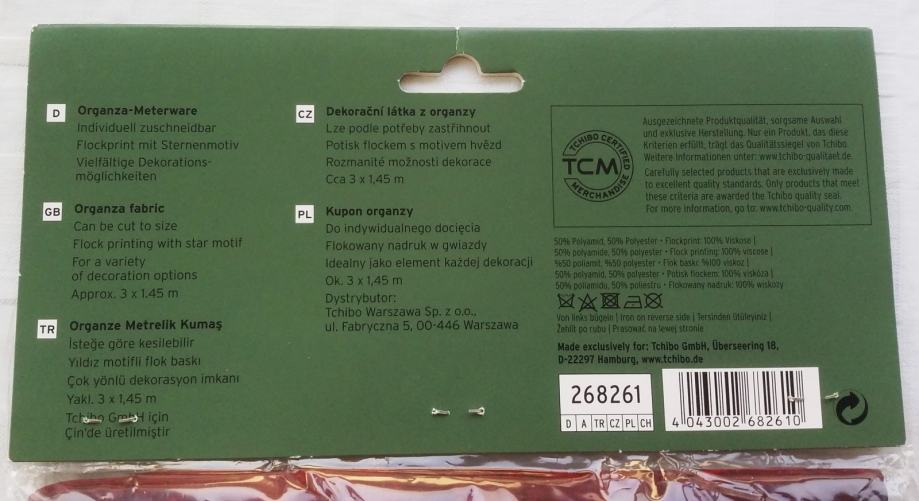 D Organza-Meterware
Individuell zuschneidbar
Flockprint mit Sternenmotiv
Vielfältige Dekorations-
möglichkeiten
GB Organza fabric
Can be cut to size
Flock printing with star motif
For a variety
of decoration options
Approx. 3 x 1.45 m
TR Organze Metrelik Kumaş
İsteğe göre kesilebilir
Yıldız motifli flok baskı
Çok yönlü dekorasyon imkanı
Yakl. 3 x 1,45 m
Tchibo GmbH için
Çin'de üretilmiştir
CZ Dekorační látka z organzy
Lze podle potřeby zastřihnout
Potisk flockem s motivem hvězd
Rozmanité možnosti dekorace
Cca 3 x 1,45 m
PL Kupon organzy
Do indywidualnego docięcia
Flokowany nadruk w gwiazdy
Idealny jako element każdej dekoracji
Ok. 3 x 1,45 m
Dystrybutor:
Tchibo Warszawa Sp. z o.o.,
ul. Fabryczna 5, 00-446 Warszawa
TCHIBO CERTIFIED
TCM
MERCHANDISE
Ausgezeichnete Produktqualität, sorgsame Auswahl
und exklusive Herstellung. Nur ein Produkt, das diese
Kriterien erfüllt, trägt das Qualitätssiegel von Tchibo.
Weitere Informationen unter: www.tchibo-qualitaet.de.
Carefully selected products that are exclusively made
to excellent quality standards. Only products that meet
these criteria are awarded the Tchibo quality seal.
For more information, go to: www.tchibo-quality.com.
50% Polyamid, 50% Polyester • Flockprint: 100% Viskose |
50% polyamide, 50% polyester • Flock printing: 100% viscose |
%50 poliamit, %50 polyester • Flok baskı: %100 viskoz |
50% polyamid, 50% polyester • Potisk flockem: 100% viskóza |
50% poliamidu, 50% poliestru • Flokowany nadruk: 100% wiskozy
Von links bügeln | Iron on reverse side | Tersinden ütüleyiniz |
Žehlit po rubu | Prasować na lewej stronie
Made exclusively for: Tchibo GmbH, Überseering 18,
D-22297 Hamburg, www.tchibo.de
268261
D A TR CZ PL CH
4 043002 682610